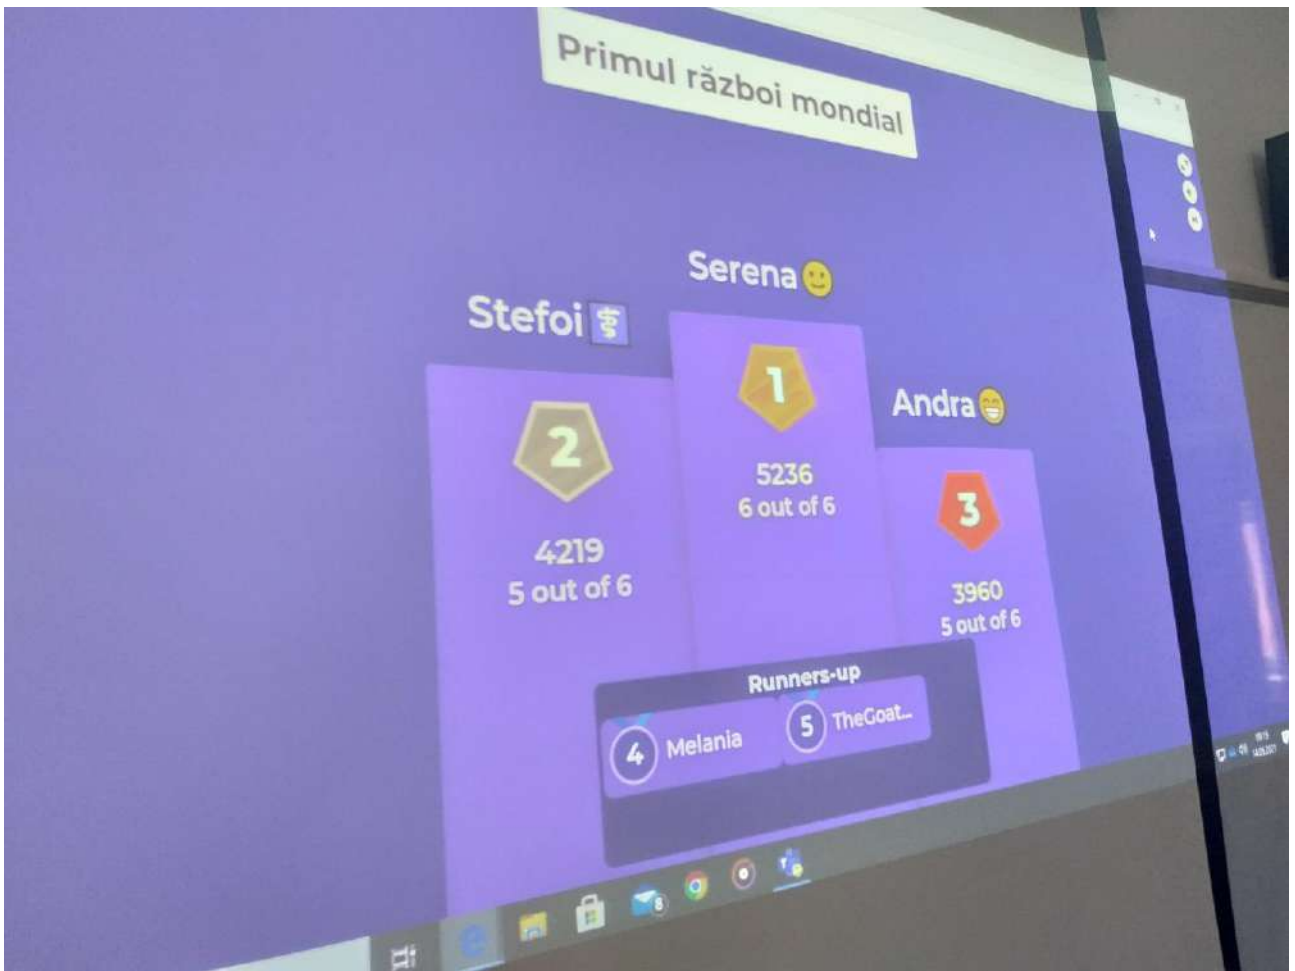 Primul război mondial
Serena
Stefoi
Andra
1
5236
6 out of 6
2
4219
5 out of 6
3
3960
5 out of 6
Runners-up
4 Melania
5 TheGoat...
8